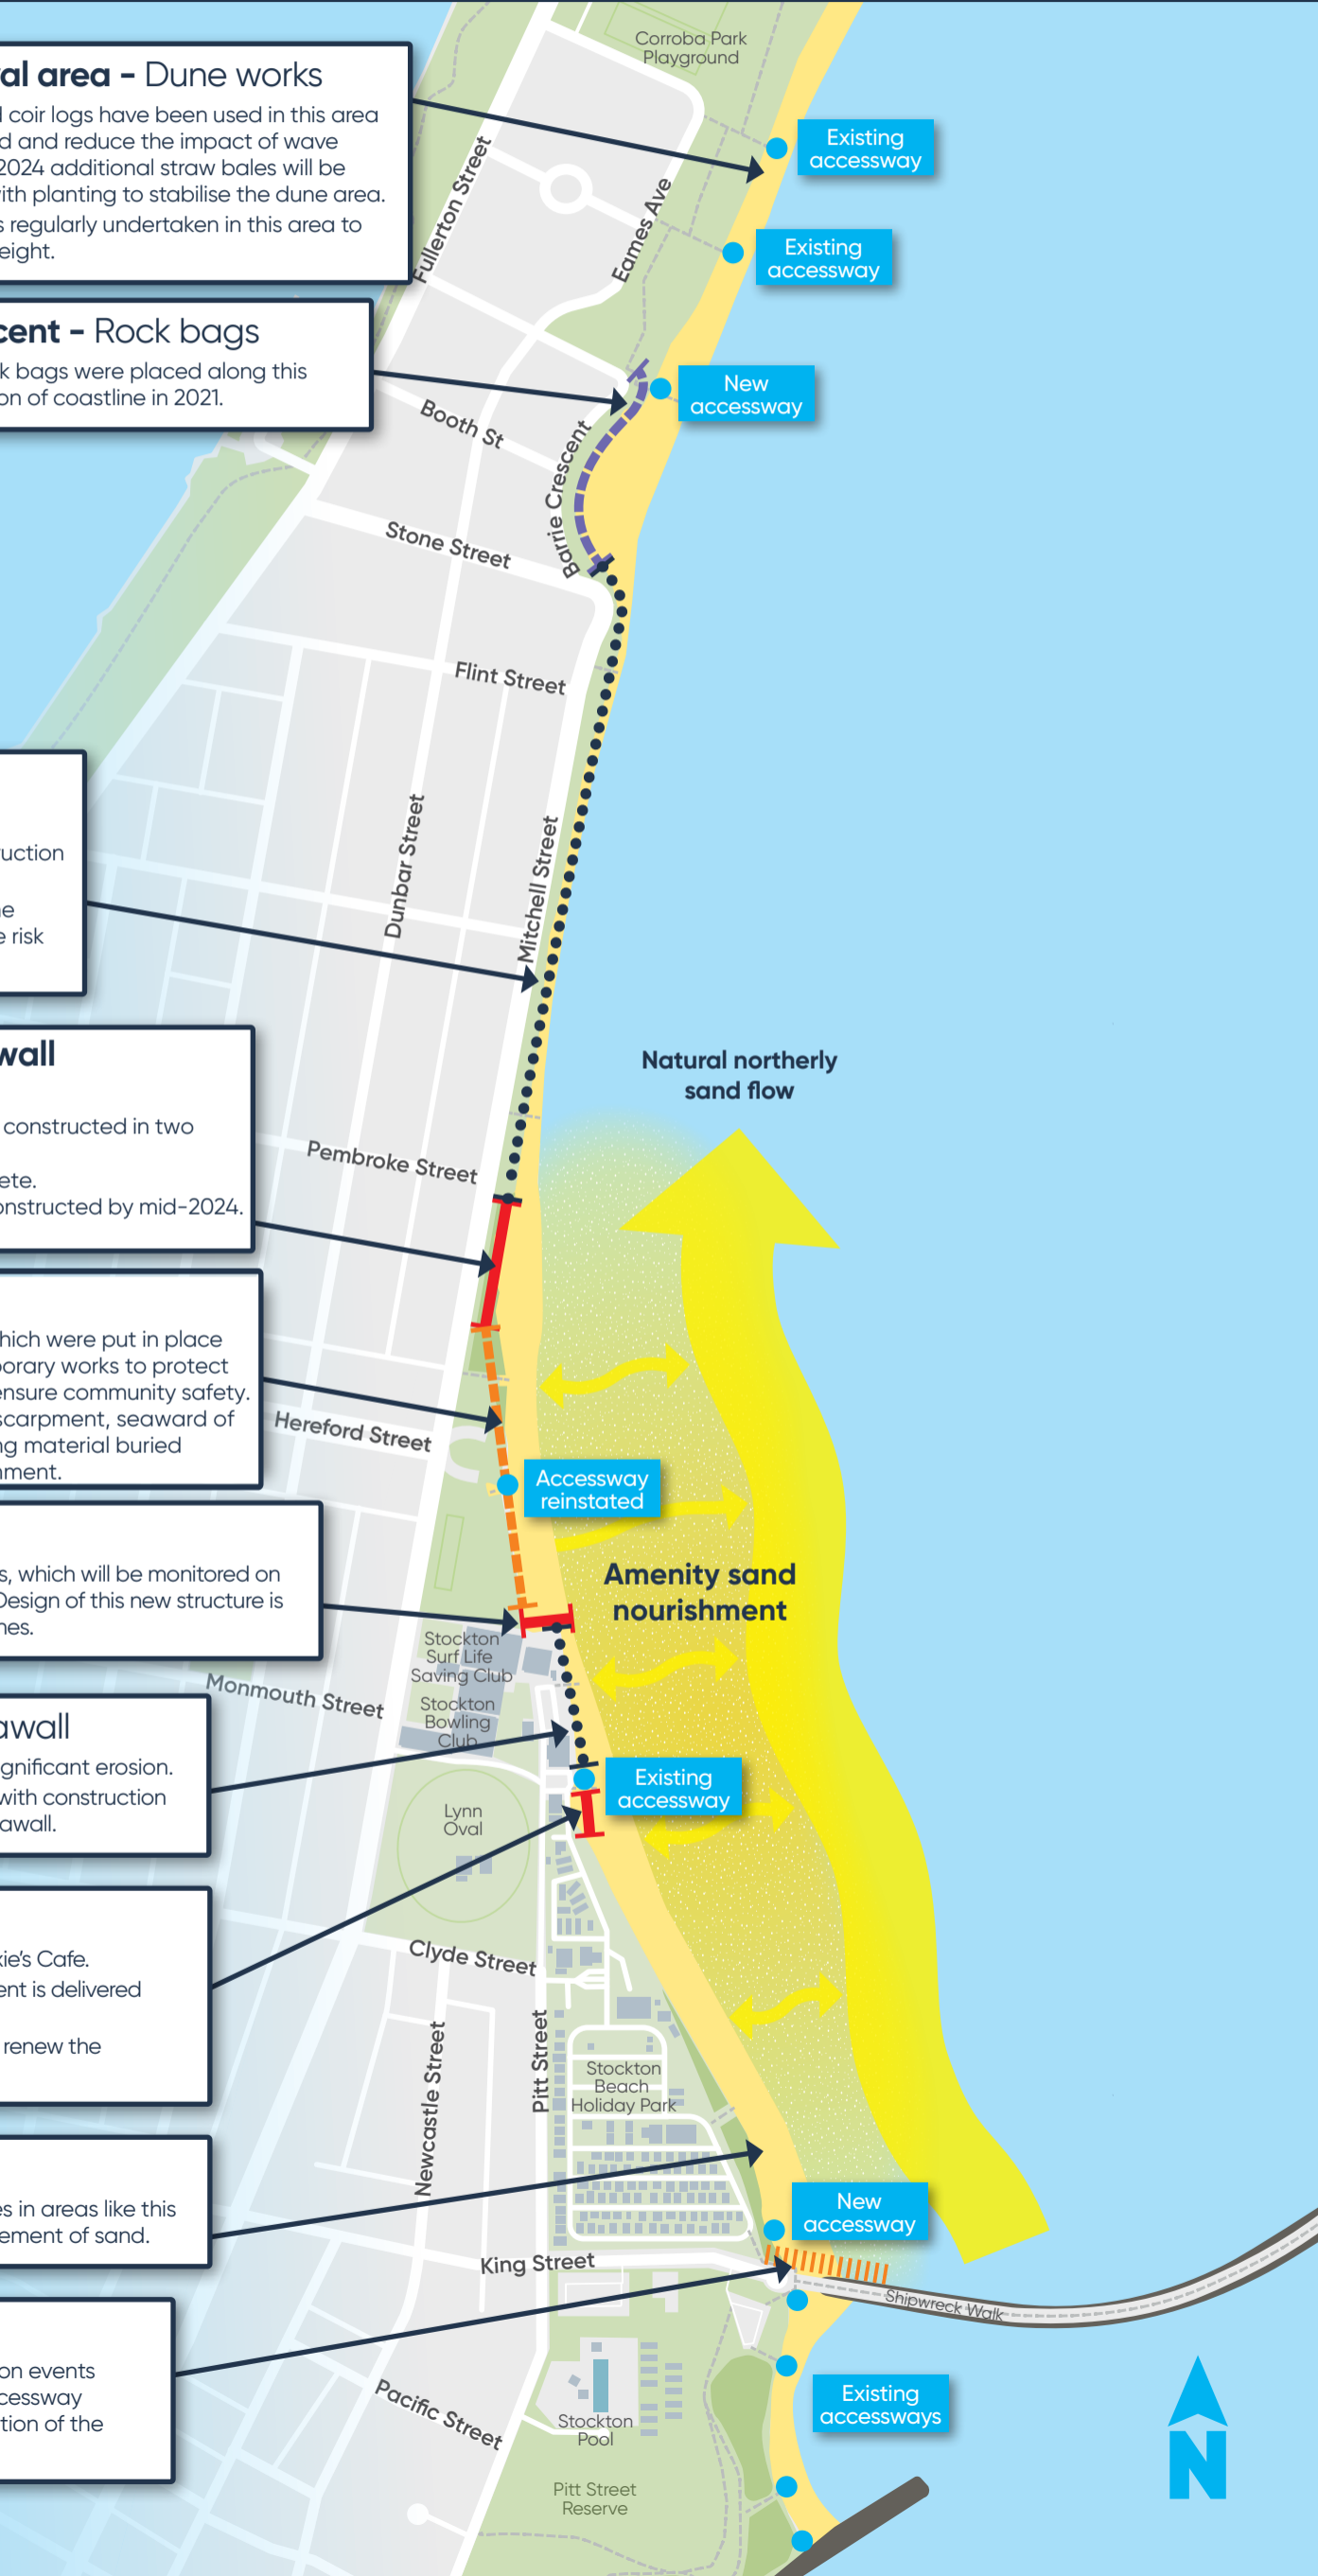 Corroba Park
Playground
val area - Dune works
coir logs have been used in this area
d and reduce the impact of wave
2024 additional straw bales will be
ith planting to stabilise the dune area.
s regularly undertaken in this area to
eight.
Existing
accessway
Fullerton Street
Eames Ave
Existing
accessway
cent - Rock bags
k bags were placed along this
on of coastline in 2021.
New
accessway
Booth St
Barrie Crescent
Stone Street
Flint Street
Dunbar Street
Mitchell Street
uction
e
e risk
Natural northerly
sand flow
wall
constructed in two
ete.
onstructed by mid-2024.
Pembroke Street
hich were put in place
porary works to protect
ensure community safety.
scarpment, seaward of
ng material buried
nment.
Hereford Street
Accessway
reinstated
s, which will be monitored on
Design of this new structure is
nes.
Amenity sand
nourishment
Stockton
Surf Life
Saving Club
Monmouth Street
Stockton
Bowling
Club
awall
gnificant erosion.
with construction
awall.
Existing
accessway
Lynn
Oval
kie's Cafe.
ent is delivered
renew the
Clyde Street
Newcastle Street
Pitt Street
Stockton
Beach
Holiday Park
es in areas like this
ement of sand.
New
accessway
King Street
Shipwreck Walk
on events
ccessway
tion of the
Pacific Street
Existing
accessways
Stockton
Pool
Pitt Street
Reserve
N